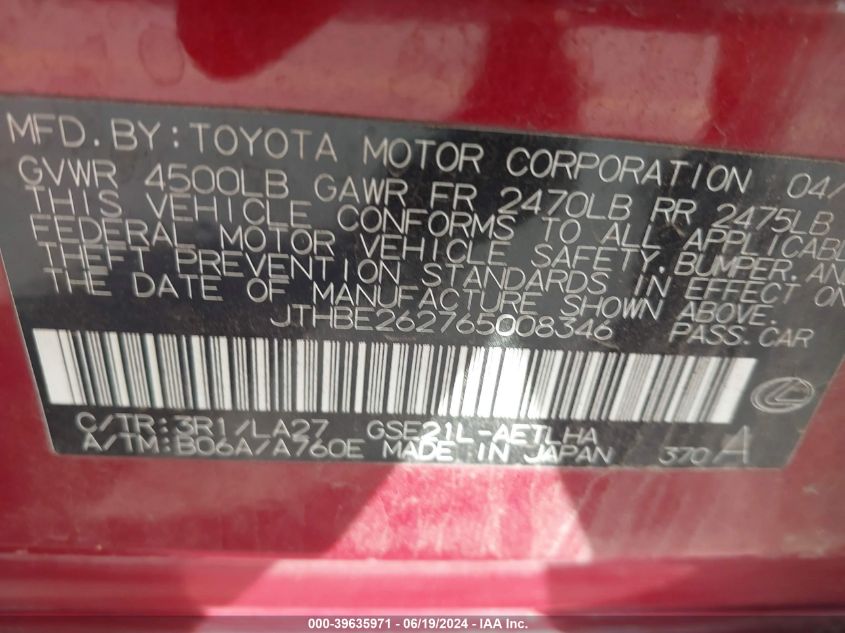 MFD. BY: TOYOTA MOTOR CORPORATION 04/
GVWR 4500LB GAWR FR 2470LB RR 2475LB
THIS VEHICLE CONFORMS TO ALL APPLICABL
FEDERAL MOTOR VEHICLE SAFETY, BUMPER, AN
THEFT PREVENTION STANDARDS IN EFFECT ON
THE DATE OF MANUFACTURE SHOWN ABOVE.
JTHBE262765008346 PASS. CAR
C/TR: 3R1/LA27 GSE21L-AETLHA
A/TM: B06A/A760E MADE IN JAPAN 370 A
000-39635971 - 06/19/2024 - IAA Inc.